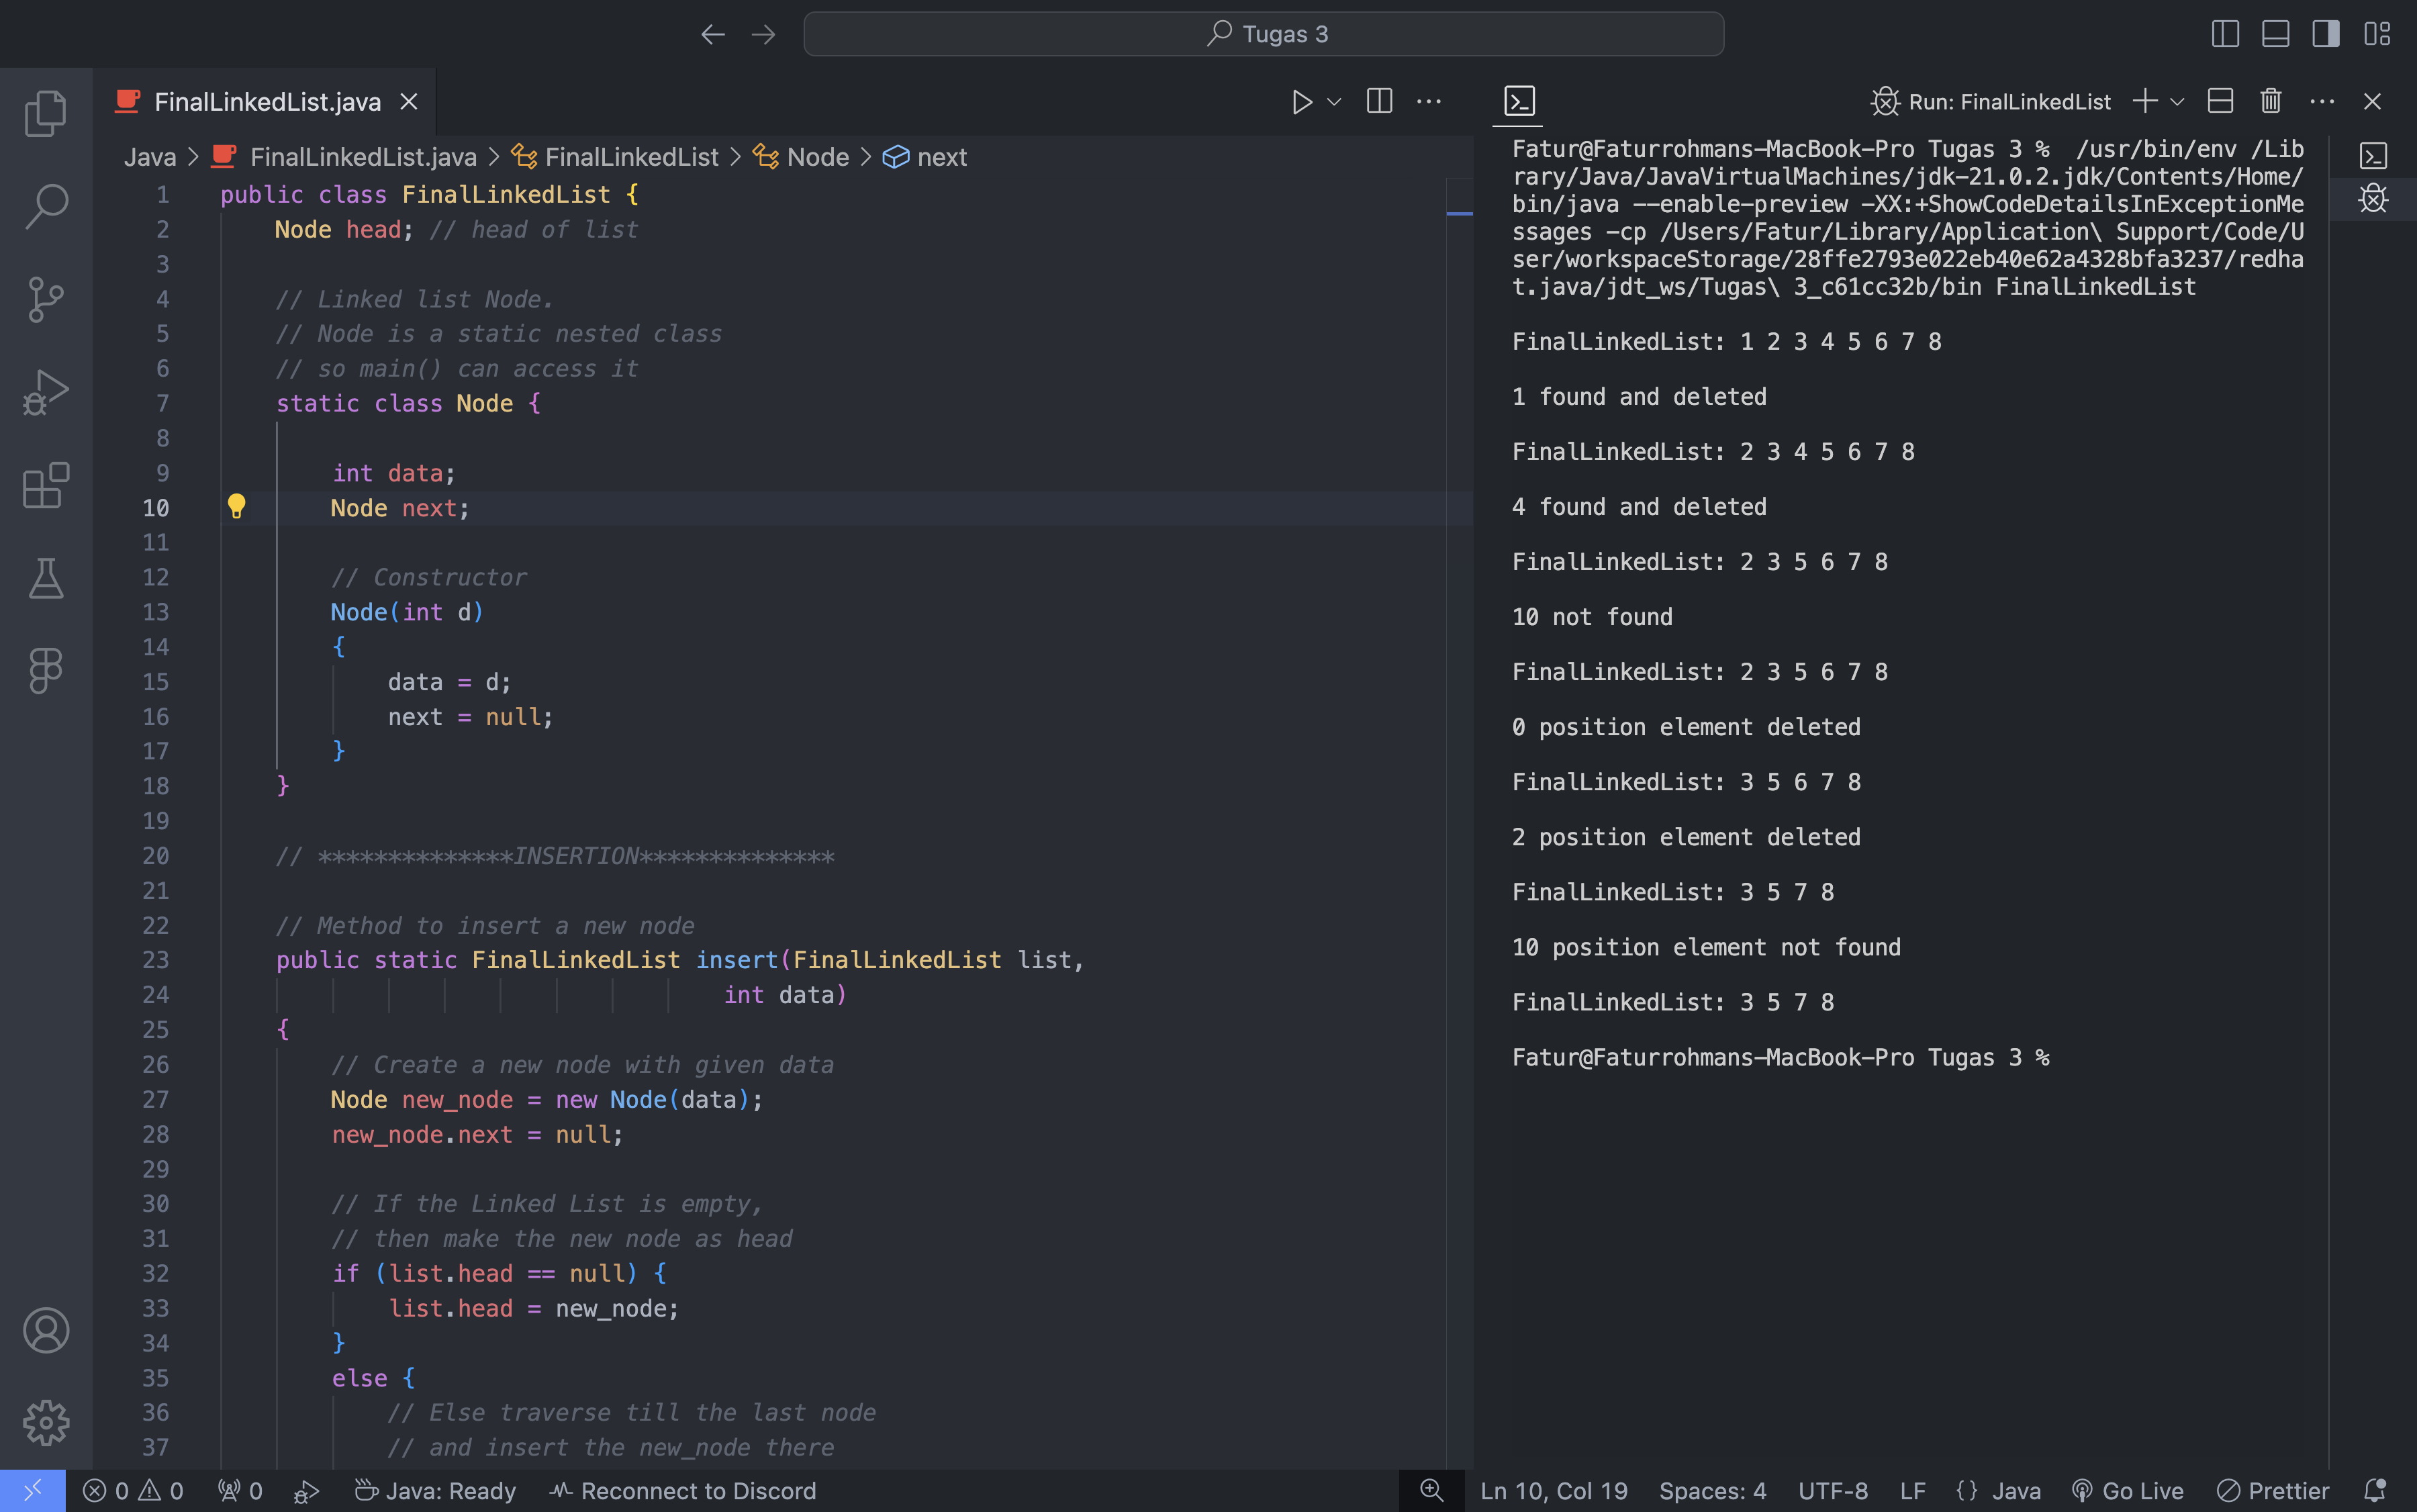 Tugas 3
FinalLinkedList.java
Java > FinalLinkedList.java > FinalLinkedList > Node > next
1 public class FinalLinkedList {
2 Node head; // head of list
3
4 // Linked list Node.
5 // Node is a static nested class
6 // so main() can access it
7 static class Node {
8
9 int data;
10 Node next;
11
12 // Constructor
13 Node(int d)
14 {
15 data = d;
16 next = null;
17 }
18 }
19
20 // **************INSERTION**************
21
22 // Method to insert a new node
23 public static FinalLinkedList insert(FinalLinkedList list,
24 int data)
25 {
26 // Create a new node with given data
27 Node new_node = new Node(data);
28 new_node.next = null;
29
30 // If the Linked List is empty,
31 // then make the new node as head
32 if (list.head == null) {
33 list.head = new_node;
34 }
35 else {
36 // Else traverse till the last node
37 // and insert the new_node there
Run: FinalLinkedList
Fatur@Faturrohmans-MacBook-Pro Tugas 3 %  /usr/bin/env /Lib
rary/Java/JavaVirtualMachines/jdk-21.0.2.jdk/Contents/Home/
bin/java --enable-preview -XX:+ShowCodeDetailsInExceptionMe
ssages -cp /Users/Fatur/Library/Application\ Support/Code/U
ser/workspaceStorage/28ffe2793e022eb40e62a4328bfa3237/redha
t.java/jdt_ws/Tugas\ 3_c61cc32b/bin FinalLinkedList
FinalLinkedList: 1 2 3 4 5 6 7 8
1 found and deleted
FinalLinkedList: 2 3 4 5 6 7 8
4 found and deleted
FinalLinkedList: 2 3 5 6 7 8
10 not found
FinalLinkedList: 2 3 5 6 7 8
0 position element deleted
FinalLinkedList: 3 5 6 7 8
2 position element deleted
FinalLinkedList: 3 5 7 8
10 position element not found
FinalLinkedList: 3 5 7 8
Fatur@Faturrohmans-MacBook-Pro Tugas 3 %
0 0 0 Java: Ready Reconnect to Discord Ln 10, Col 19 Spaces: 4 UTF-8 LF {} Java Go Live Prettier